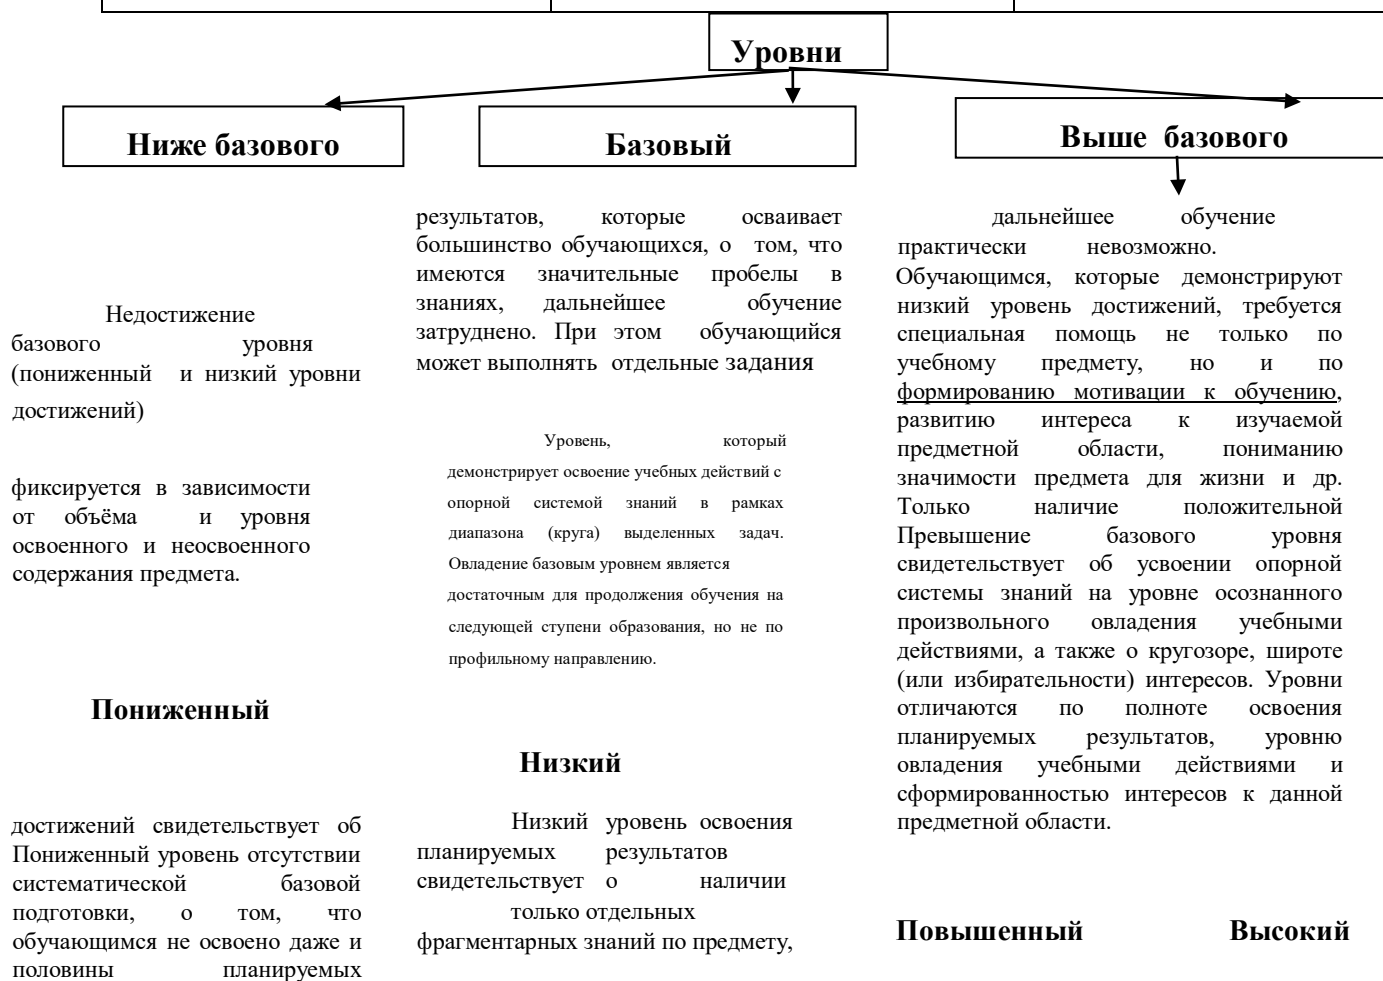 Уровни
Ниже базового
Базовый
Выше базового
Недостижение
базового уровня
(пониженный и низкий уровни
достижений)
фиксируется в зависимости
от объёма и уровня
освоенного и неосвоенного
содержания предмета.
Пониженный
достижений свидетельствует об
Пониженный уровень отсутствии
систематической базовой
подготовки, о том, что
обучающимся не освоено даже и
половины планируемых
результатов, которые осваивает
большинство обучающихся, о том, что
имеются значительные пробелы в
знаниях, дальнейшее обучение
затруднено. При этом обучающийся
может выполнять отдельные задания
Уровень, который
демонстрирует освоение учебных действий с
опорной системой знаний в рамках
диапазона (круга) выделенных задач.
Овладение базовым уровнем является
достаточным для продолжения обучения на
следующей ступени образования, но не по
профильному направлению.
Низкий
Низкий уровень освоения
планируемых результатов
свидетельствует о наличии
только отдельных
фрагментарных знаний по предмету,
дальнейшее обучение
практически невозможно.
Обучающимся, которые демонстрируют
низкий уровень достижений, требуется
специальная помощь не только по
учебному предмету, но и по
формированию мотивации к обучению,
развитию интереса к изучаемой
предметной области, пониманию
значимости предмета для жизни и др.
Только наличие положительной
Превышение базового уровня
свидетельствует об усвоении опорной
системы знаний на уровне осознанного
произвольного овладения учебными
действиями, а также о кругозоре, широте
(или избирательности) интересов. Уровни
отличаются по полноте освоения
планируемых результатов, уровню
овладения учебными действиями и
сформированностью интересов к данной
предметной области.
Повышенный Высокий